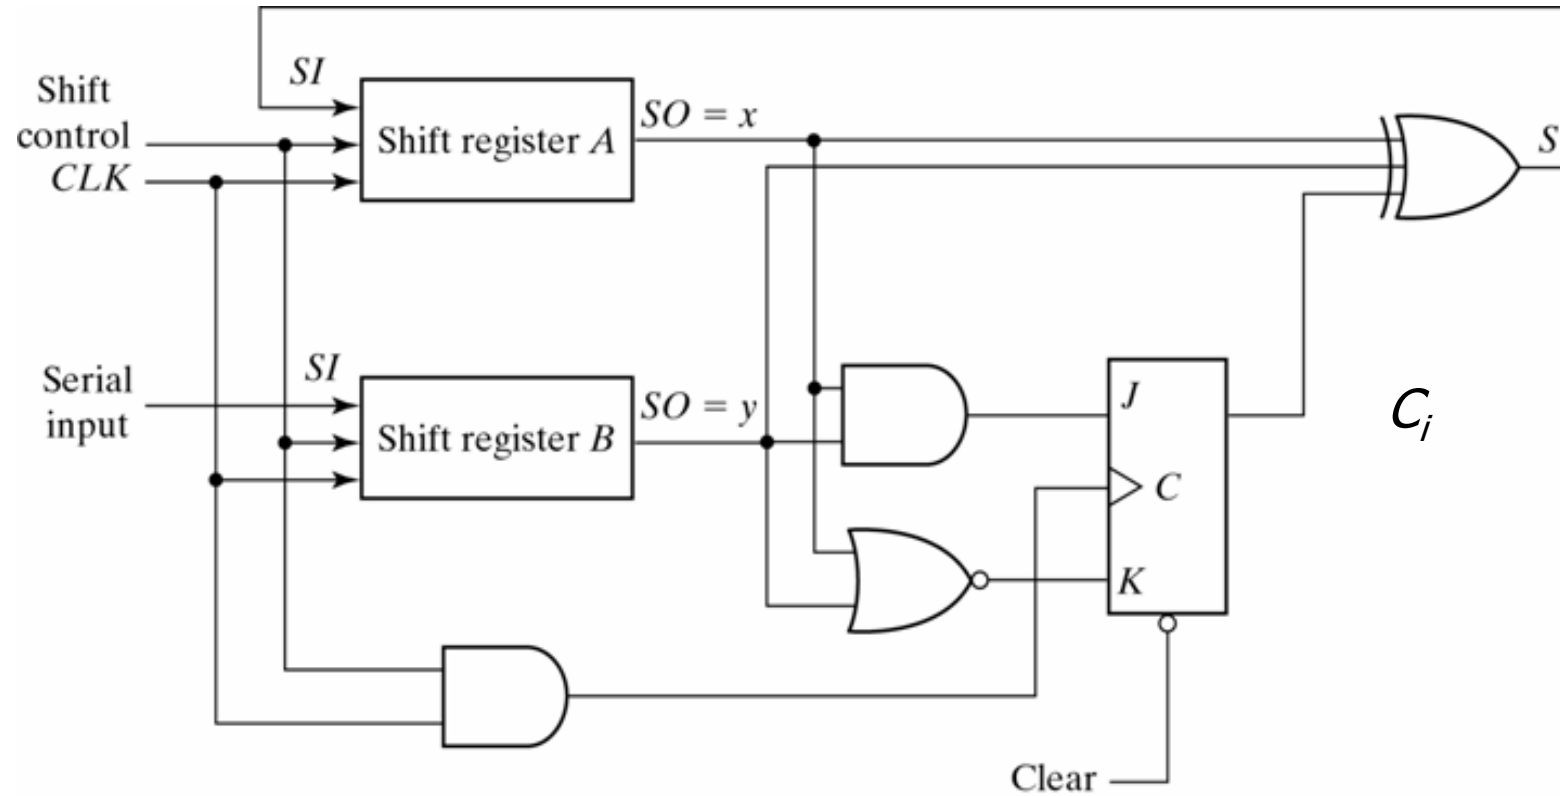 SI
Shift
control
CLK
Shift register A
SO = x
S
Serial
input
SI
Shift register B
SO = y
J
C
K
Cᵢ
Clear